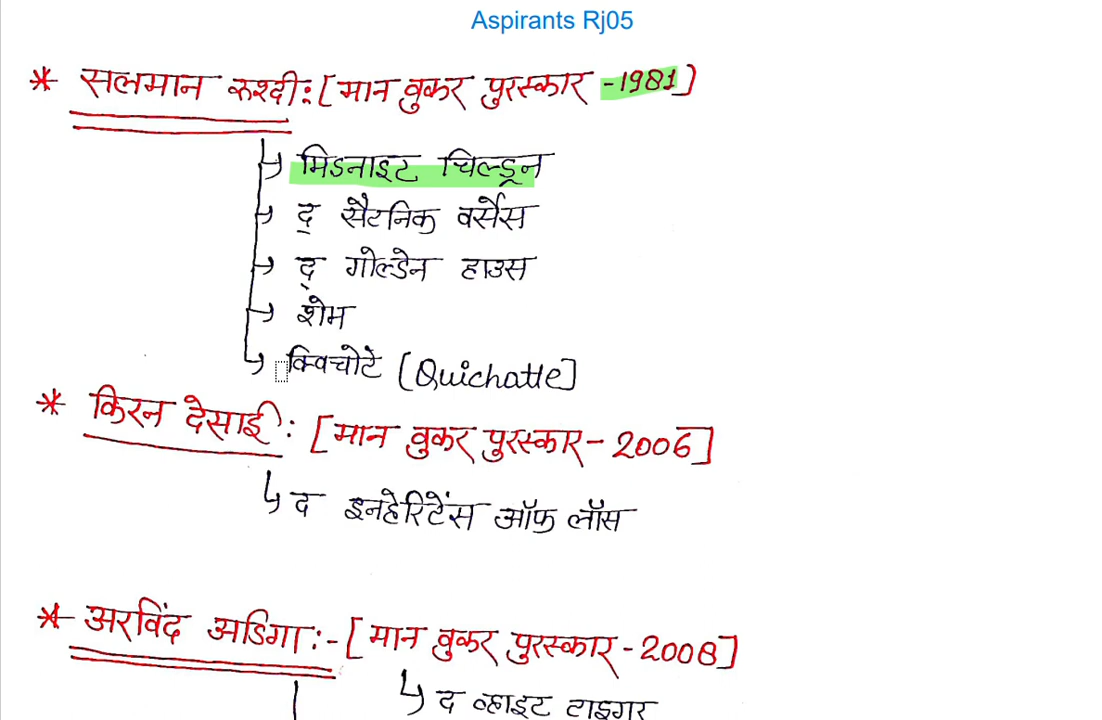 Aspirants Rj05
* सलमान रुश्दी:[मान वुकर पुरस्कार -1981]
मिडनाइट चिल्ड्रन
द सैटनिक वर्सेस
द् गोल्डेन हाउस
शेम
क्विचोटे [Quichatte]
* किरन देसाई: [मान वुकर पुरस्कार- 2006]
द इनहेरिटेंस ऑफ लॉस
* अरविंद अडिगा:-[मान वुकर पुरस्कार-2008]
द व्हाइट टाइगर